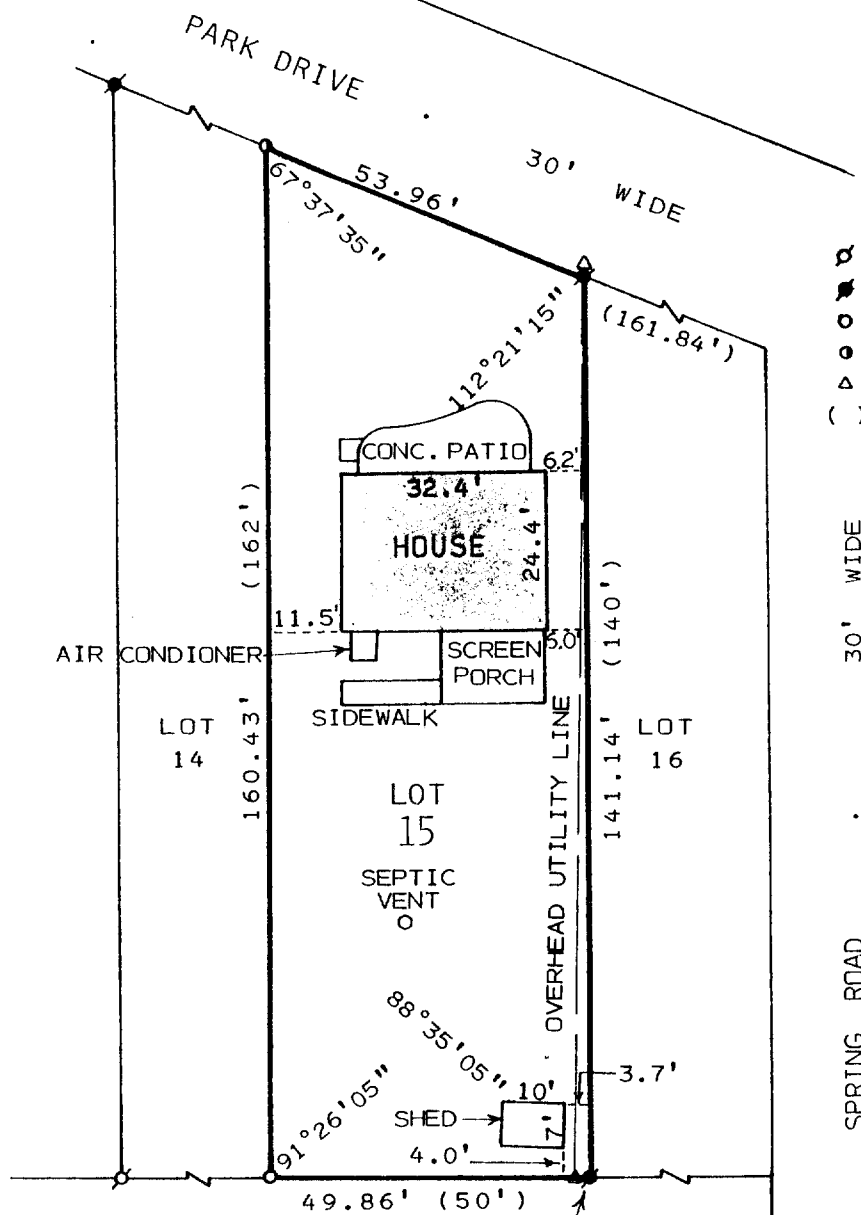 PARK DRIVE
30' WIDE
53.96'
67°37'35"
112°21'15"
(161.84')
( )
CONC. PATIO
6.2'
32.4'
HOUSE
24.4'
(162')
(140')
30' WIDE
11.5'
6.0'
AIR CONDIONER
SCREEN
PORCH
SIDEWALK
LOT
14
160.43'
LOT
15
OVERHEAD UTILITY LINE
141.14'
LOT
16
SEPTIC
VENT
SPRING ROAD
88°35'05"
91°26'05"
3.7'
10'
SHED
7'
4.0'
49.86' (50')